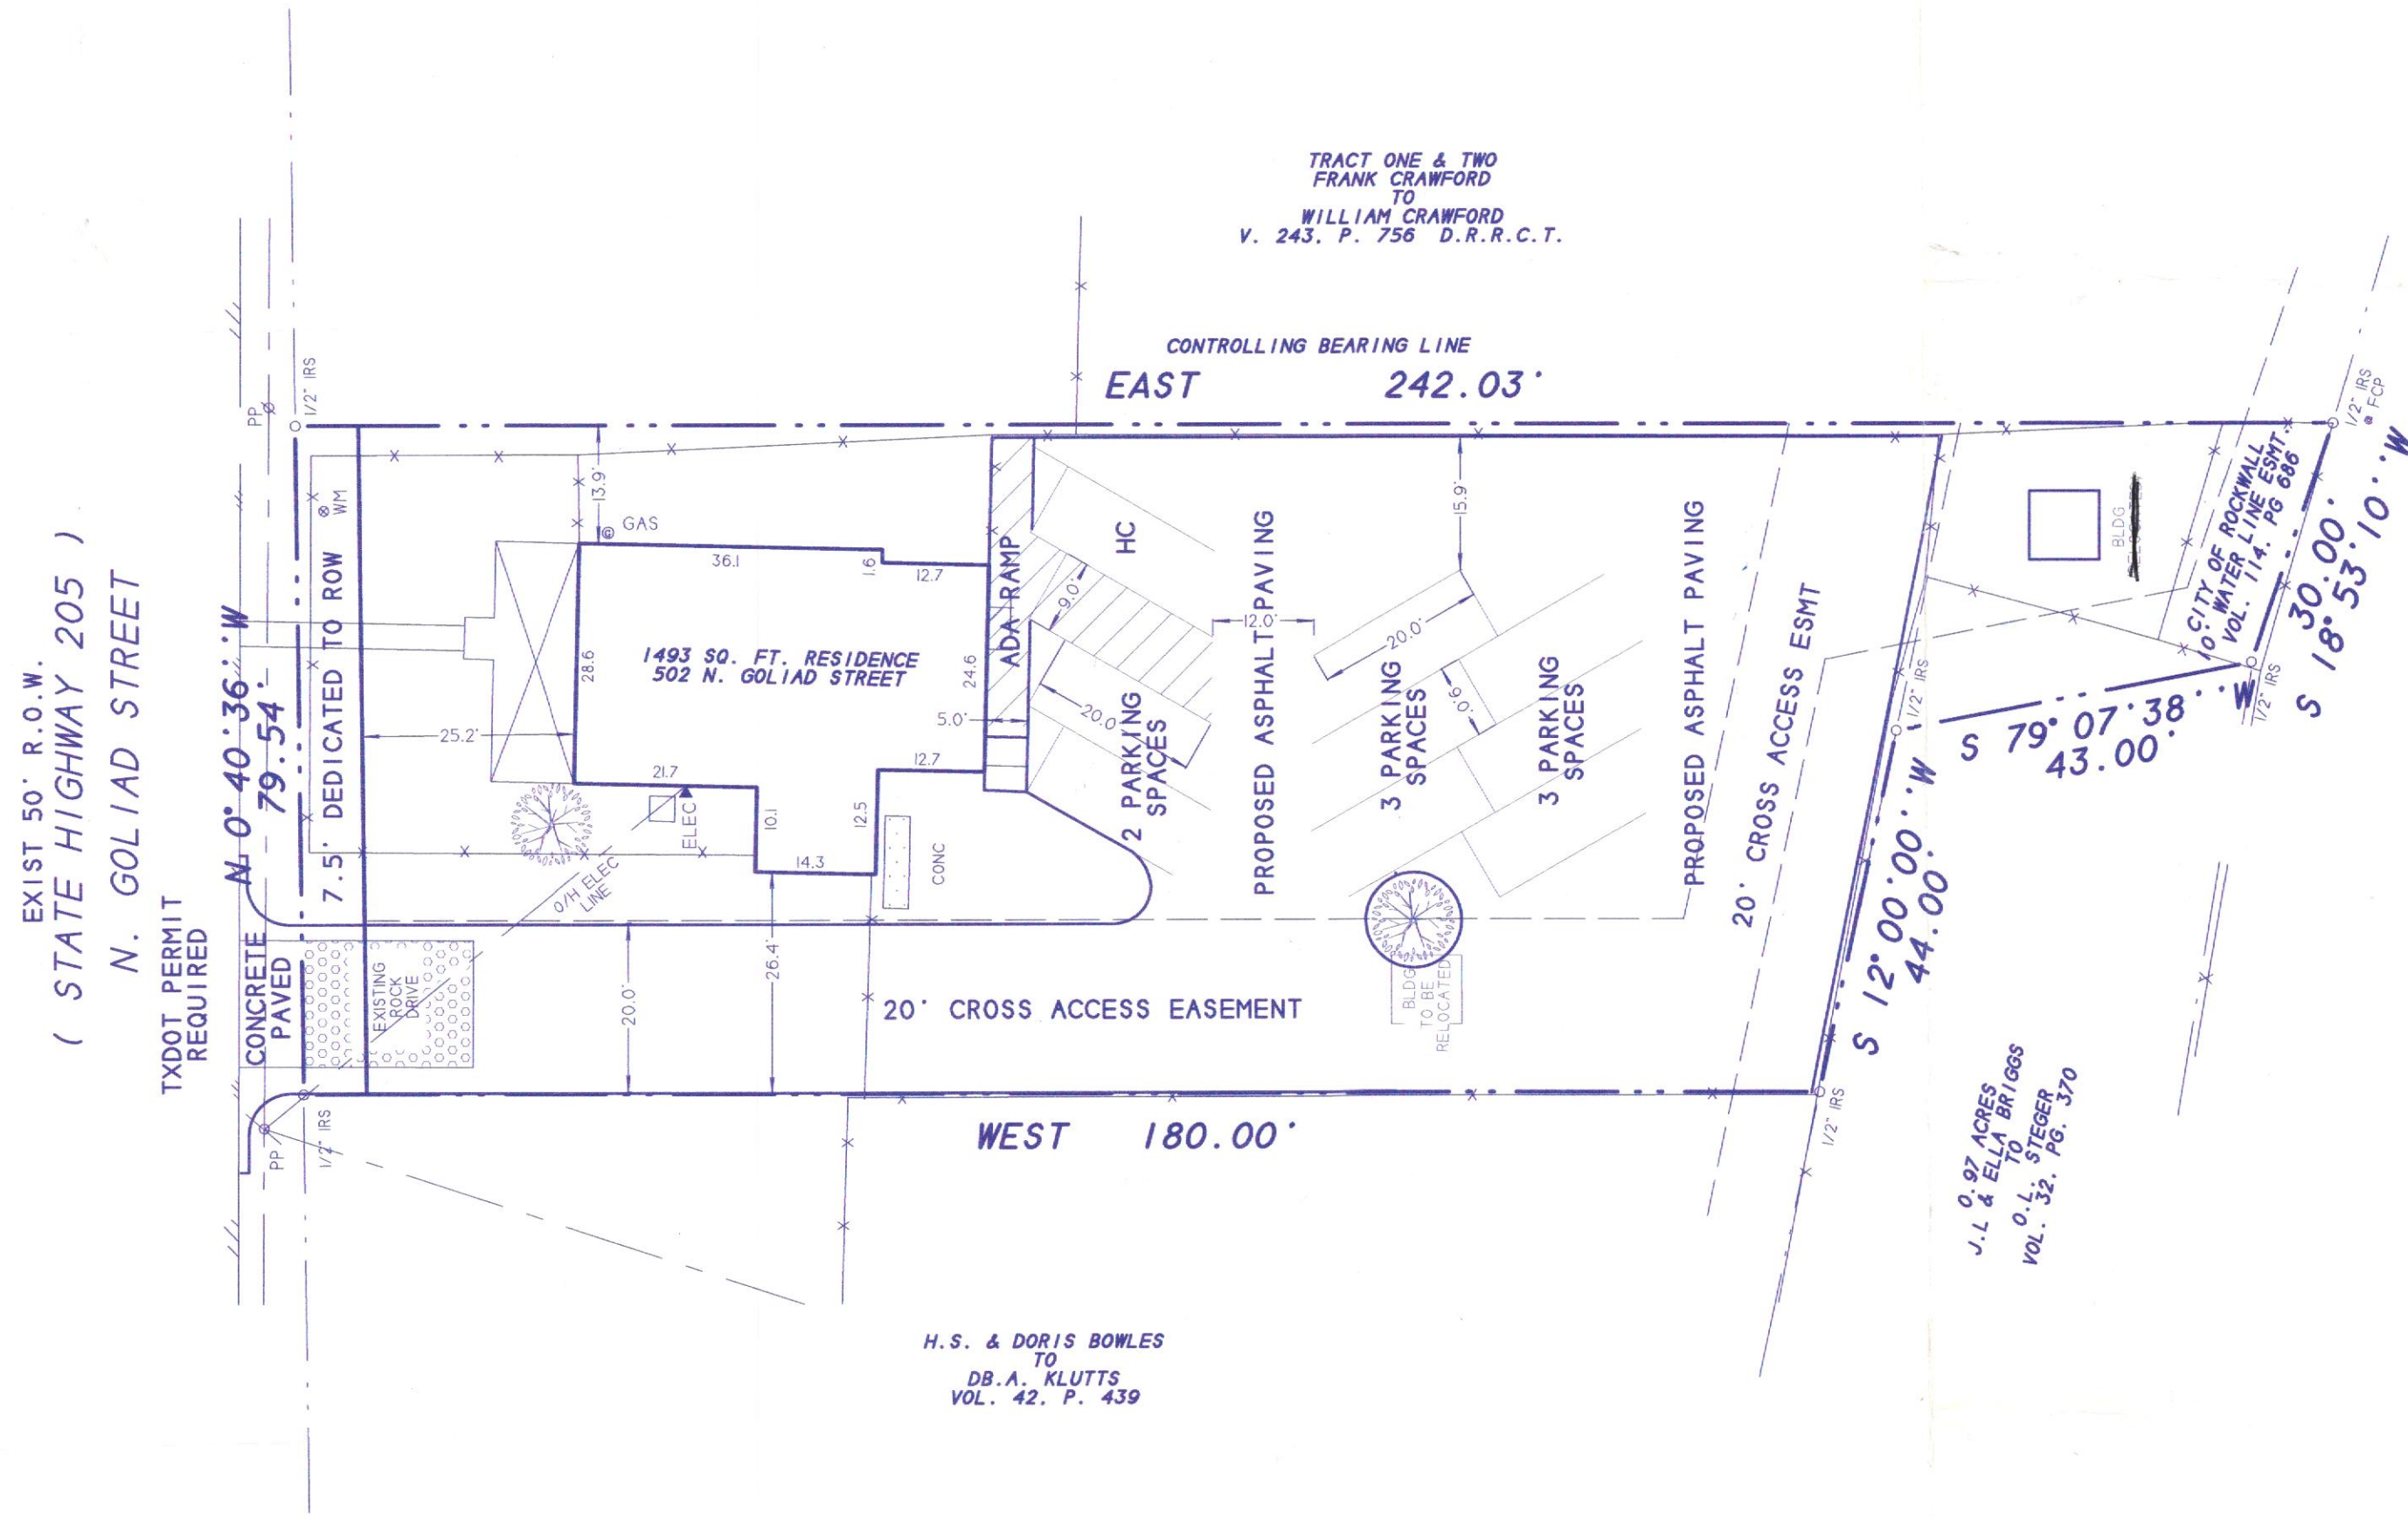 EXIST 50' R.O.W.
( STATE HIGHWAY 205 )
N. GOLIAD STREET
TXDOT PERMIT
REQUIRED
TRACT ONE & TWO
FRANK CRAWFORD
TO
WILLIAM CRAWFORD
V. 243, P. 756 D.R.R.C.T.
CONTROLLING BEARING LINE
EAST 242.03'
PP
1/2" IRS
N 0° 40' 36'' W
79.54'
7.5' DEDICATED TO ROW
WM
13.9'
GAS
36.1
1.6
12.7
28.6
1493 SQ. FT. RESIDENCE
502 N. GOLIAD STREET
24.6
25.2'
21.7
ELEC
10.1
14.3
12.5
12.7
5.0'
ADA RAMP
CONC
O/H ELEC
LINE
HC
9.0'
20.0'
2 PARKING
SPACES
12.0'
PROPOSED ASPHALT PAVING
15.9'
20.0'
9.0'
3 PARKING
SPACES
3 PARKING
SPACES
PROPOSED ASPHALT PAVING
20' CROSS ACCESS ESMT
BLDG
10' CITY OF ROCKWALL
WATER LINE ESMT.
VOL. 114, PG 686
1/2" IRS
FCP
30.00'
S 18° 53' 10'' W
1/2" IRS
S 79° 07' 38'' W
43.00'
1/2" IRS
S 12° 00' 00'' W
44.00'
CONCRETE
PAVED
EXISTING
ROCK
DRIVE
20.0'
26.4'
20' CROSS ACCESS EASEMENT
BLDG
TO BE
RELOCATED
PP
1/2" IRS
WEST 180.00'
1/2" IRS
0.97 ACRES
J.L & ELLA BRIGGS
TO
O.L. STEGER
VOL. 32, PG. 370
H.S. & DORIS BOWLES
TO
DB.A. KLUTTS
VOL. 42, P. 439